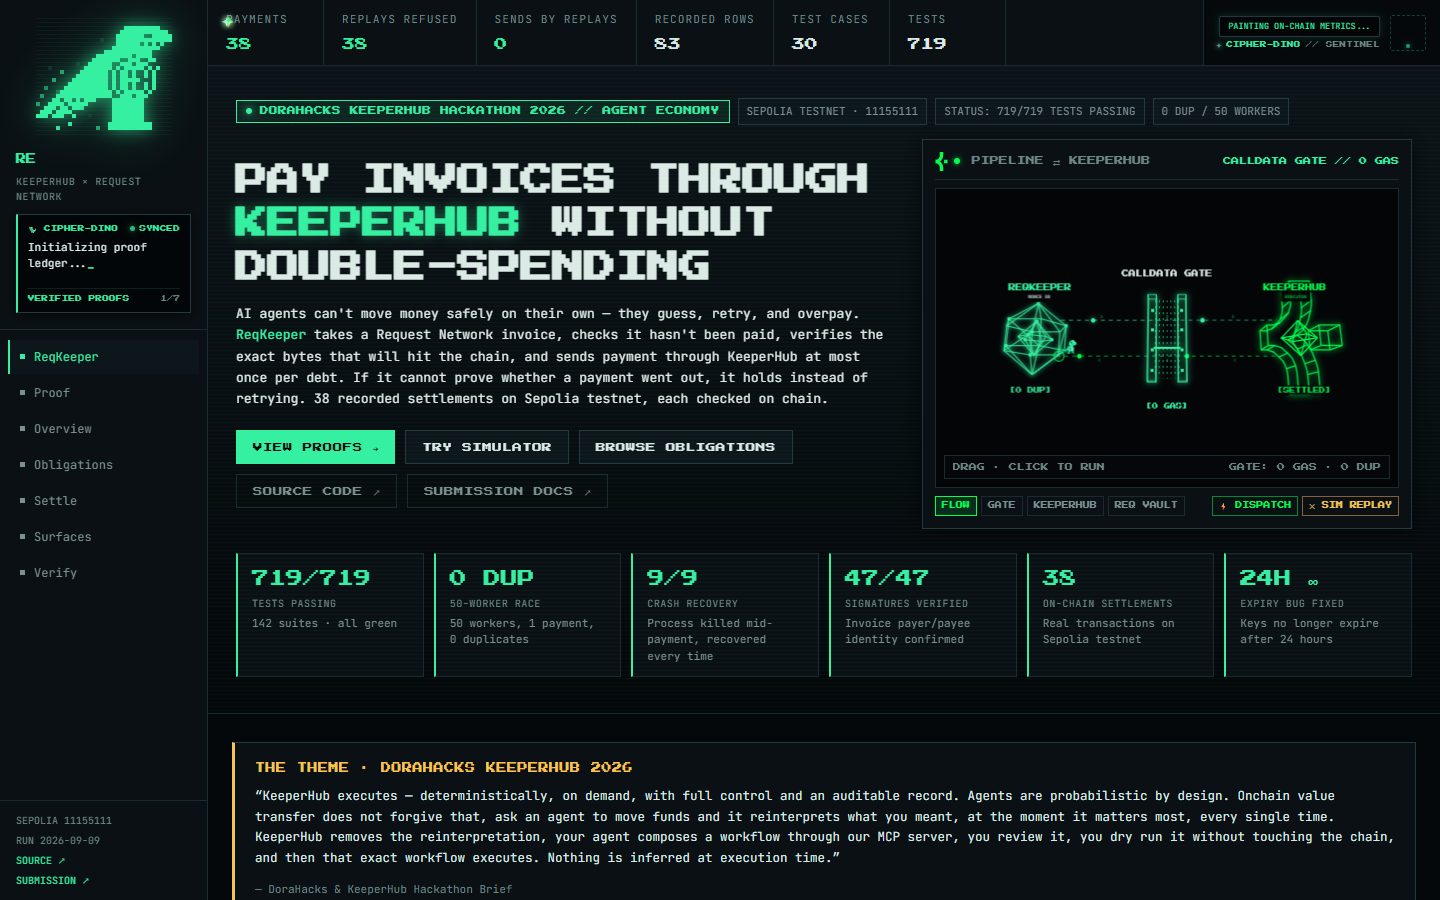 RE
KEEPERHUB × REQUEST
NETWORK
CIPHER-DINO
SYNCED
Initializing proof
ledger..._
VERIFIED PROOFS
1/7
ReqKeeper
Proof
Overview
Obligations
Settle
Surfaces
Verify
SEPOLIA 11155111
RUN 2026-09-09
SOURCE ↗
SUBMISSION ↗
PAYMENTS
38
REPLAYS REFUSED
38
SENDS BY REPLAYS
0
RECORDED ROWS
83
TEST CASES
30
TESTS
719
PAINTING ON-CHAIN METRICS...
CIPHER-DINO // SENTINEL
DORAHACKS KEEPERHUB HACKATHON 2026 // AGENT ECONOMY
SEPOLIA TESTNET · 11155111
STATUS: 719/719 TESTS PASSING
0 DUP / 50 WORKERS
PAY INVOICES THROUGH
KEEPERHUB WITHOUT
DOUBLE-SPENDING
AI agents can't move money safely on their own — they guess, retry, and overpay.
ReqKeeper takes a Request Network invoice, checks it hasn't been paid, verifies the
exact bytes that will hit the chain, and sends payment through KeeperHub at most
once per debt. If it cannot prove whether a payment went out, it holds instead of
retrying. 38 recorded settlements on Sepolia testnet, each checked on chain.
VIEW PROOFS →
TRY SIMULATOR
BROWSE OBLIGATIONS
SOURCE CODE ↗
SUBMISSION DOCS ↗
PIPELINE ⇄ KEEPERHUB
CALLDATA GATE // 0 GAS
CALLDATA GATE
REQKEEPER
KEEPERHUB
[0 DUP]
[SETTLED]
[0 GAS]
DRAG · CLICK TO RUN
GATE: 0 GAS · 0 DUP
FLOW
GATE
KEEPERHUB
REQ VAULT
DISPATCH
× SIM REPLAY
719/719
TESTS PASSING
142 suites · all green
0 DUP
50-WORKER RACE
50 workers, 1 payment,
0 duplicates
9/9
CRASH RECOVERY
Process killed mid-
payment, recovered
every time
47/47
SIGNATURES VERIFIED
Invoice payer/payee
identity confirmed
38
ON-CHAIN SETTLEMENTS
Real transactions on
Sepolia testnet
24H ∞
EXPIRY BUG FIXED
Keys no longer expire
after 24 hours
THE THEME · DORAHACKS KEEPERHUB 2026
“KeeperHub executes — deterministically, on demand, with full control and an auditable record. Agents are probabilistic by design. Onchain value
transfer does not forgive that, ask an agent to move funds and it reinterprets what you meant, at the moment it matters most, every single time.
KeeperHub removes the reinterpretation, your agent composes a workflow through our MCP server, you review it, you dry run it without touching the chain,
and then that exact workflow executes. Nothing is inferred at execution time.”
— DoraHacks & KeeperHub Hackathon Brief